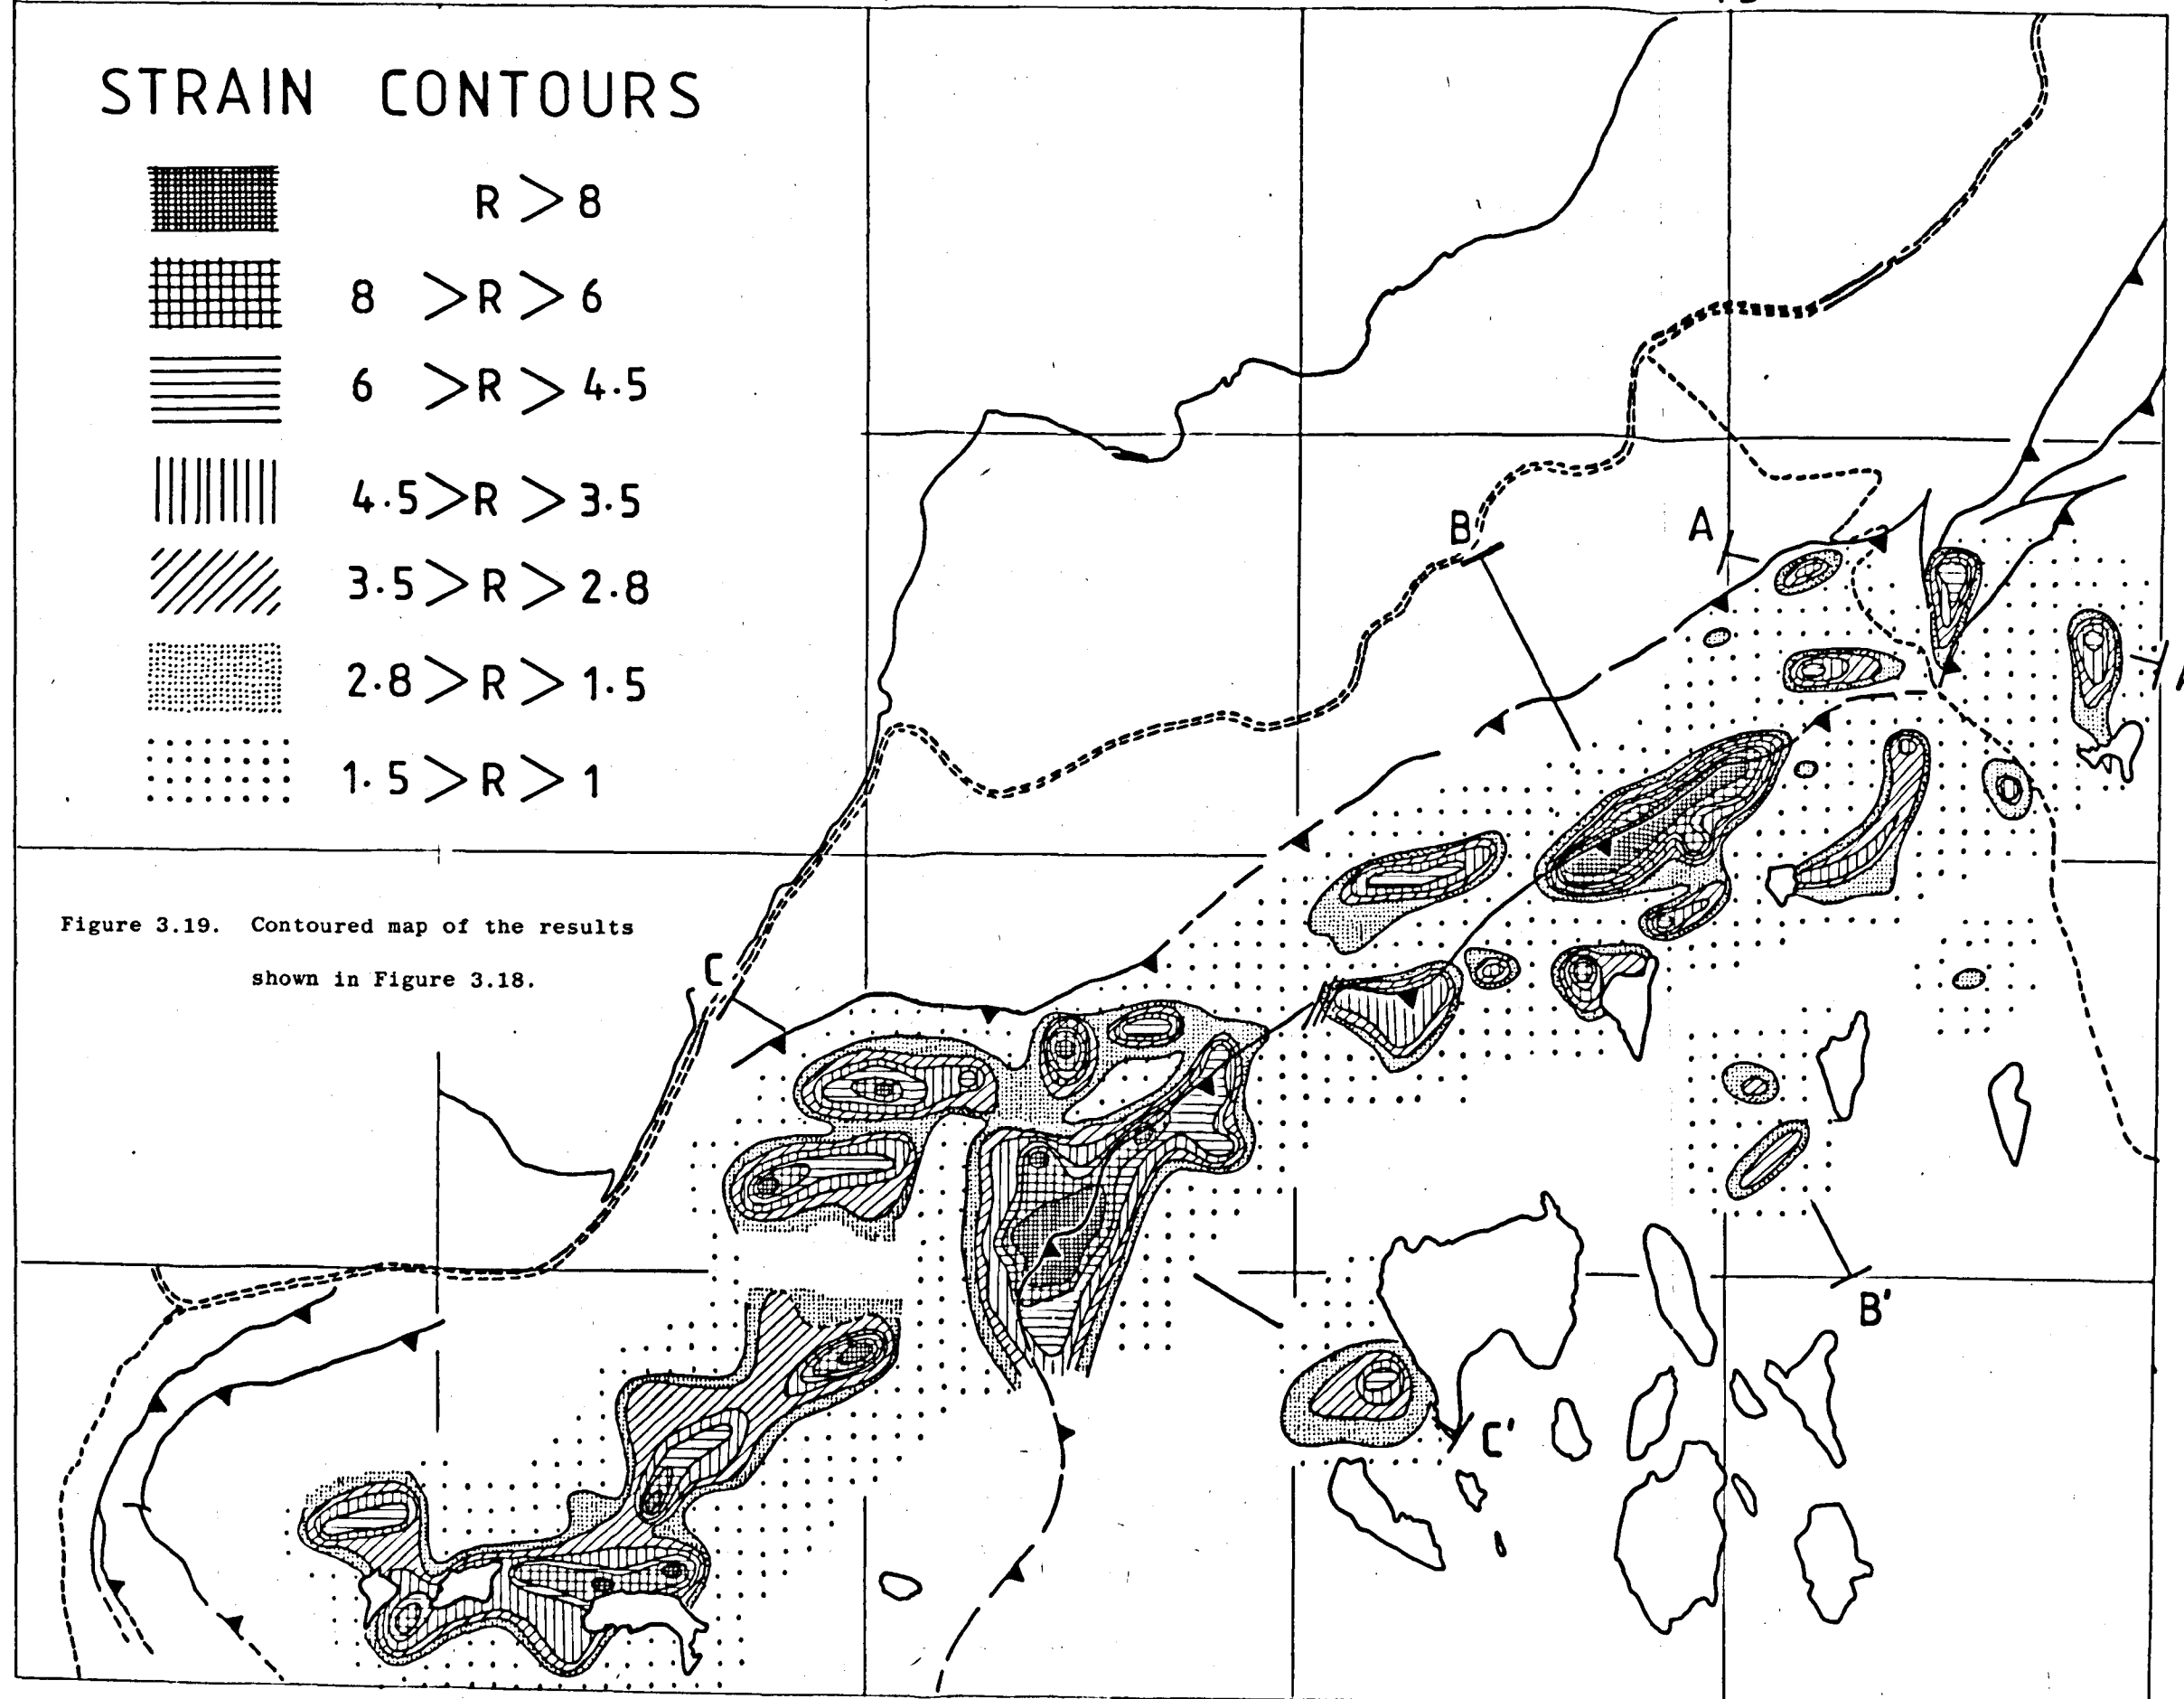 STRAIN CONTOURS
R > 8
8 > R > 6
6 > R > 4.5
4.5 > R > 3.5
3.5 > R > 2.8
2.8 > R > 1.5
1.5 > R > 1
Figure 3.19. Contoured map of the results
shown in Figure 3.18.
B
A
C
B'
C'